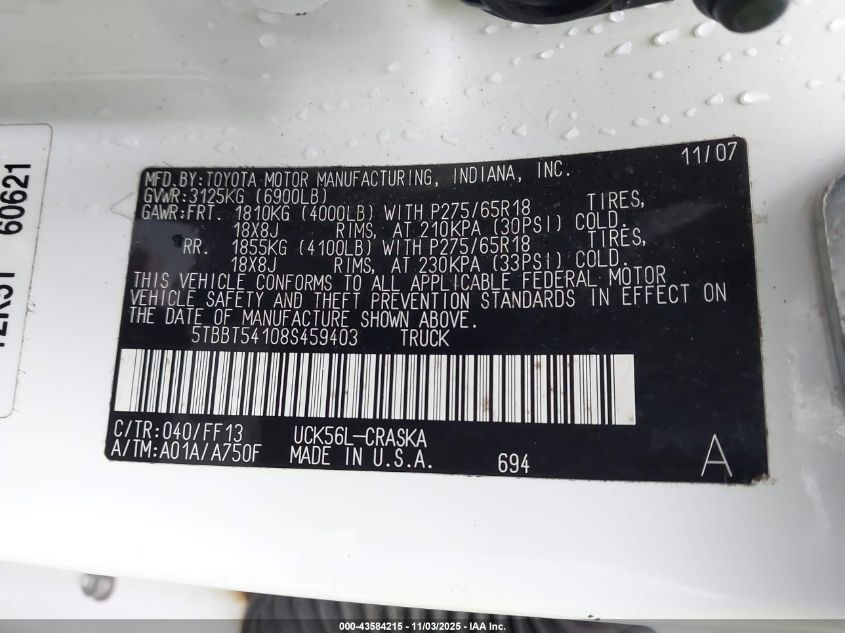 60621
MFD.BY:TOYOTA MOTOR MANUFACTURING, INDIANA, INC. 11/07
GVWR:3125KG (6900LB)
GAWR:FRT. 1810KG (4000LB) WITH P275/65R18 TIRES,
18X8J RIMS, AT 210KPA (30PSI) COLD.
RR. 1855KG (4100LB) WITH P275/65R18 TIRES,
18X8J RIMS, AT 230KPA (33PSI) COLD.
THIS VEHICLE CONFORMS TO ALL APPLICABLE FEDERAL MOTOR
VEHICLE SAFETY AND THEFT PREVENTION STANDARDS IN EFFECT ON
THE DATE OF MANUFACTURE SHOWN ABOVE.
5TBBT54108S459403 TRUCK
C/TR:040/FF13 UCK56L-CRASKA
A/TM:A01A/A750F MADE IN U.S.A. 694 A
000-43584215 - 11/03/2025 - IAA Inc.